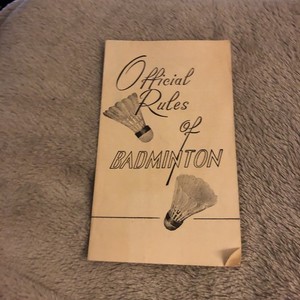 Official
Rules
of
BADMINTON